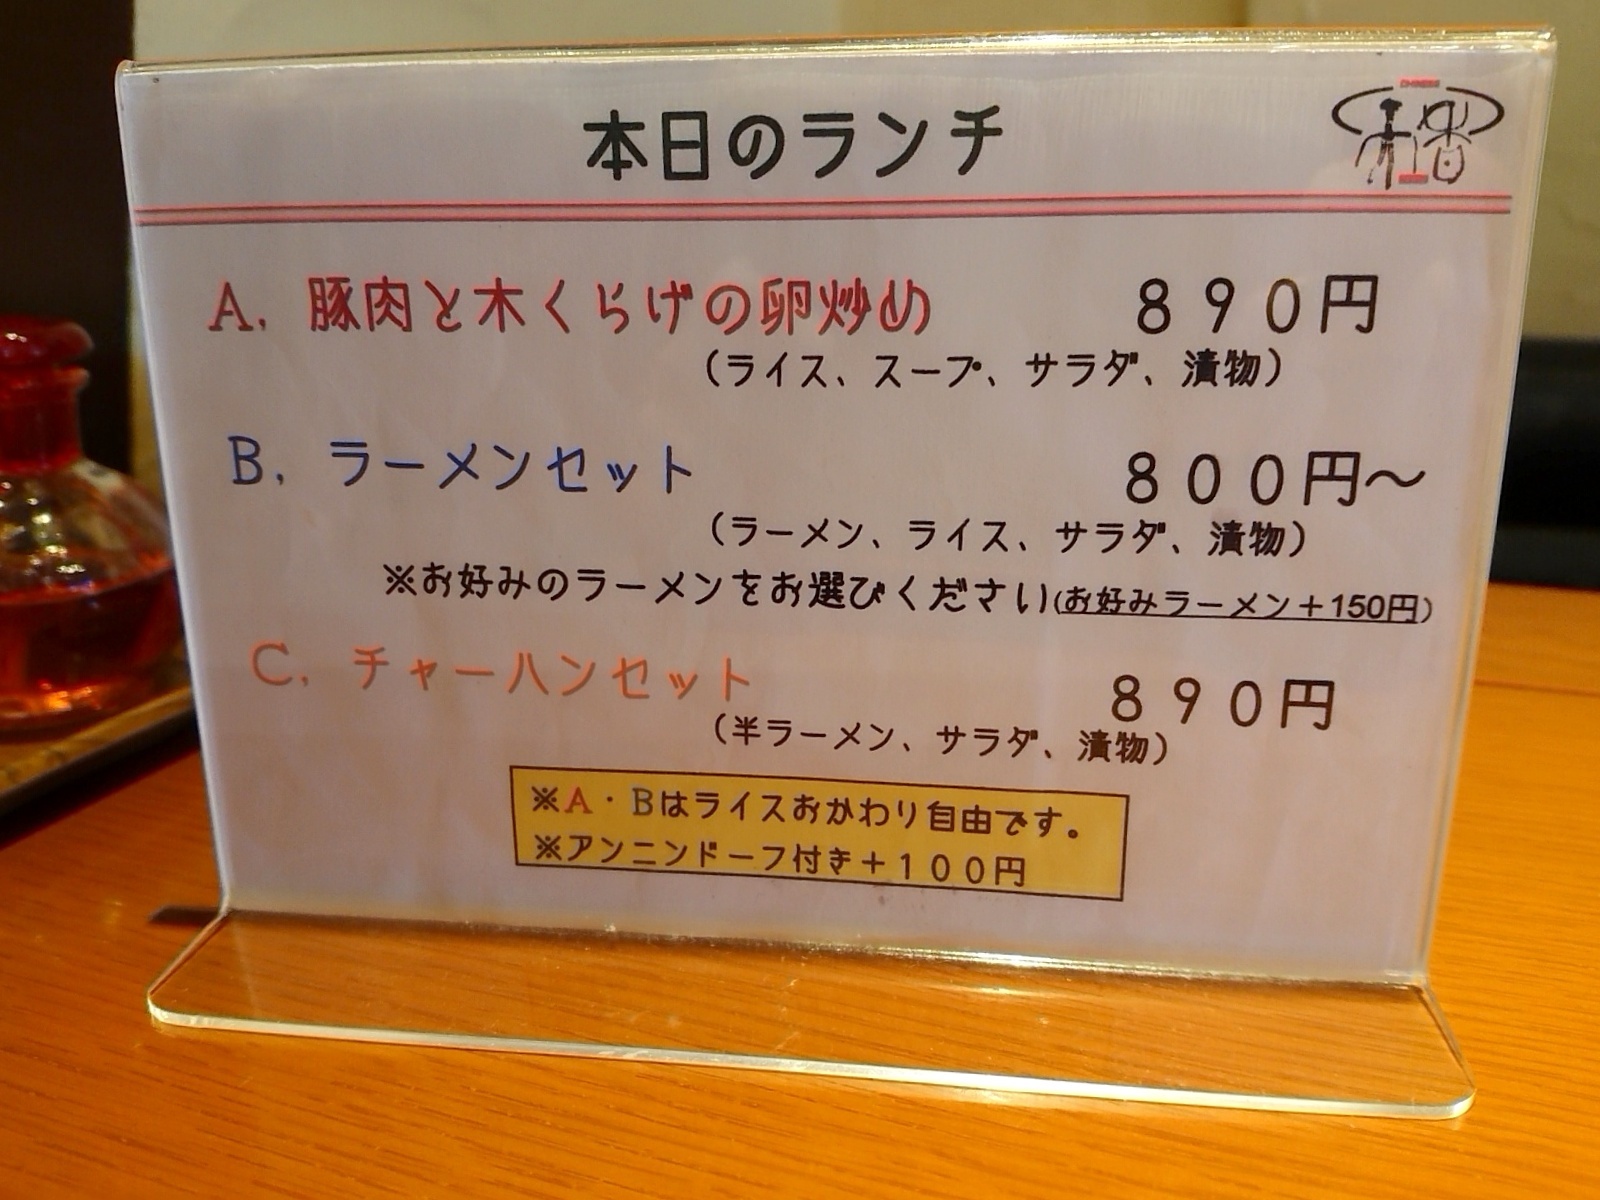 本日のランチ
CHINESE
A. 豚肉と木くらげの卵炒め 890円
(ライス、スープ、サラダ、漬物)
B. ラーメンセット 800円～
(ラーメン、ライス、サラダ、漬物)
※お好みのラーメンをお選びください(お好みラーメン＋150円)
C. チャーハンセット 890円
(半ラーメン、サラダ、漬物)
※A・Bはライスおかわり自由です。
※アンニンドーフ付き＋100円